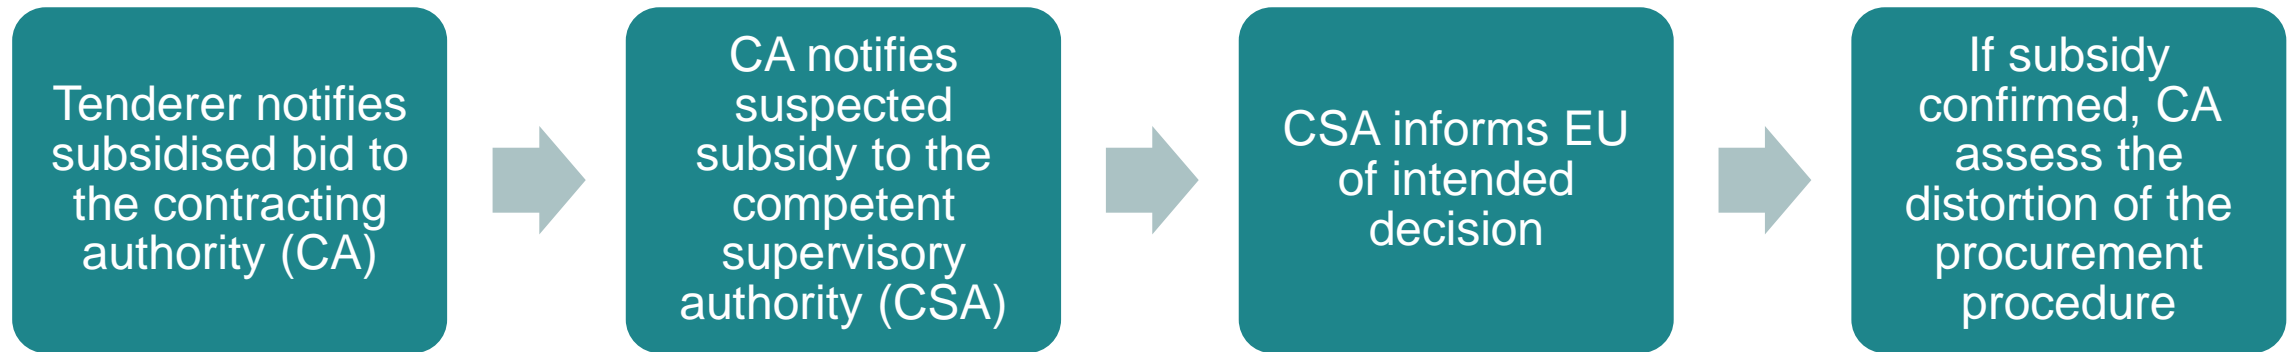 Tenderer notifies
subsidised bid to
the contracting
authority (CA)
CA notifies
suspected
subsidy to the
competent
supervisory
authority (CSA)
CSA informs EU
of intended
decision
If subsidy
confirmed, CA
assess the
distortion of the
procurement
procedure